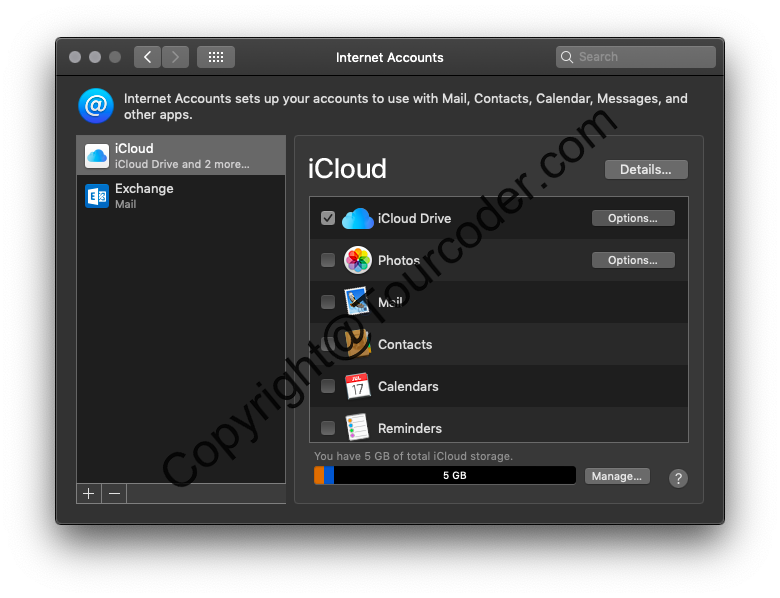 Internet Accounts
Search
Internet Accounts sets up your accounts to use with Mail, Contacts, Calendar, Messages, and
other apps.
iCloud
iCloud Drive and 2 more...
Exchange
Mail
iCloud
Details...
iCloud Drive
Options...
Photos
Options...
Mail
Contacts
JUL
17
Calendars
Reminders
You have 5 GB of total iCloud storage.
5 GB
Manage...
?
Copyright@Tourcoder.com